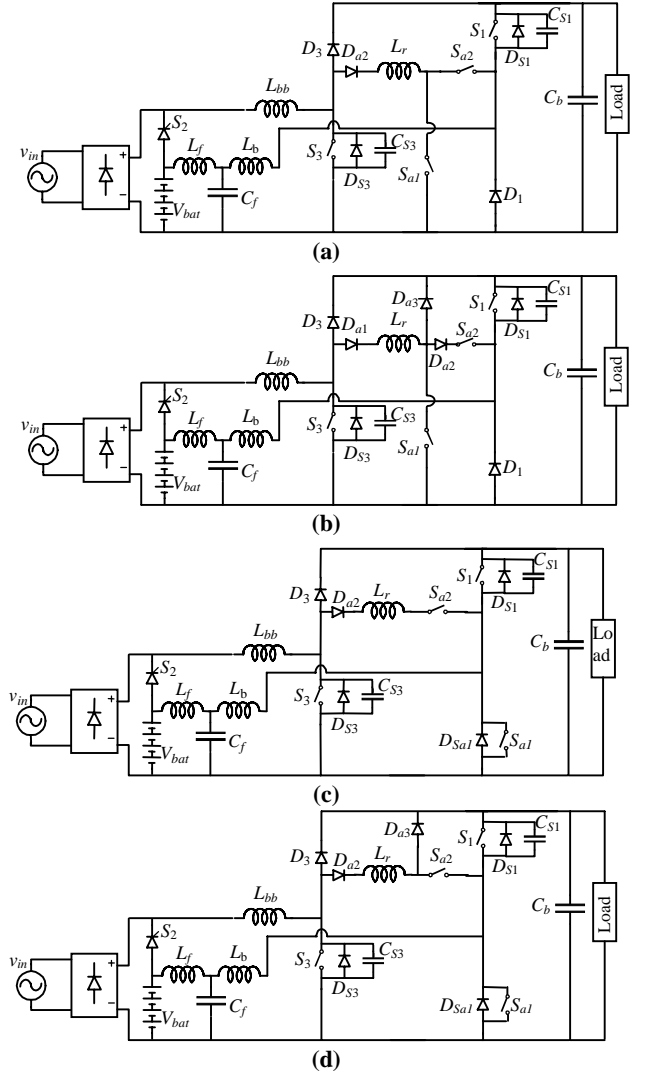 S1 CS1
D3 Da2 Lr Sa2 DS1
Lbb Cb Load
S2
vin Lf Lb S3 CS3 Sa1
+
−
Vbat Cf DS3 D1
(a)
D3 Da1 Da3 Lr Sa2 S1 CS1
Da2 DS1
Lbb Cb Load
S2
vin Lf Lb S3 CS3 Sa1
+
−
Vbat Cf DS3 D1
(b)
S1 CS1
D3 Da2 Lr Sa2 DS1
Lbb Cb Lo
ad
S2
vin Lf Lb S3 CS3
+
−
Vbat Cf DS3 DSa1 Sa1
(c)
Da3 S1 CS1
D3 Da2 Lr Sa2 DS1
Lbb Cb Load
S2
vin Lf Lb S3 CS3
+
−
Vbat Cf DS3 DSa1 Sa1
(d)